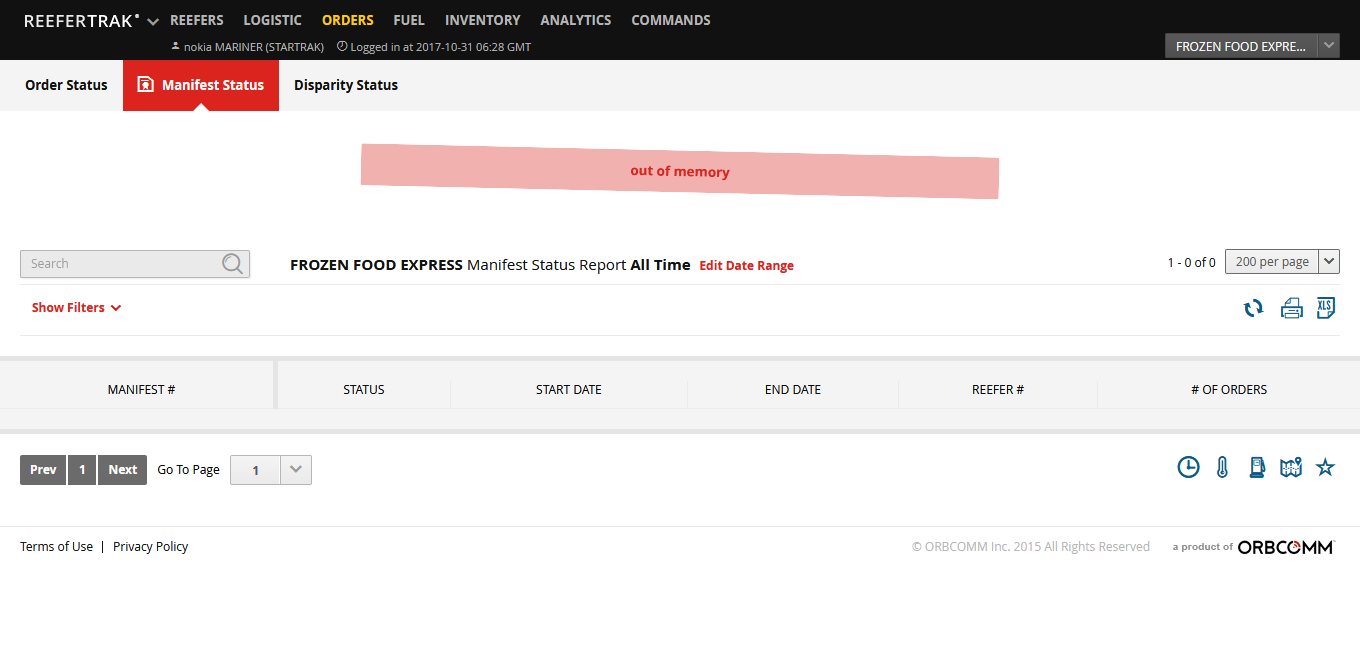 REEFERTRAK
REEFERS LOGISTIC ORDERS FUEL INVENTORY ANALYTICS COMMANDS
nokia MARINER (STARTRAK) Logged in at 2017-10-31 06:28 GMT
FROZEN FOOD EXPRE...
Order Status Manifest Status Disparity Status
out of memory
Search
FROZEN FOOD EXPRESS Manifest Status Report All Time Edit Date Range
1 - 0 of 0 200 per page
Show Filters
XLS
MANIFEST # STATUS START DATE END DATE REEFER # # OF ORDERS
Prev 1 Next Go To Page 1
Terms of Use | Privacy Policy
© ORBCOMM Inc. 2015 All Rights Reserved
a product of ORBCOMM